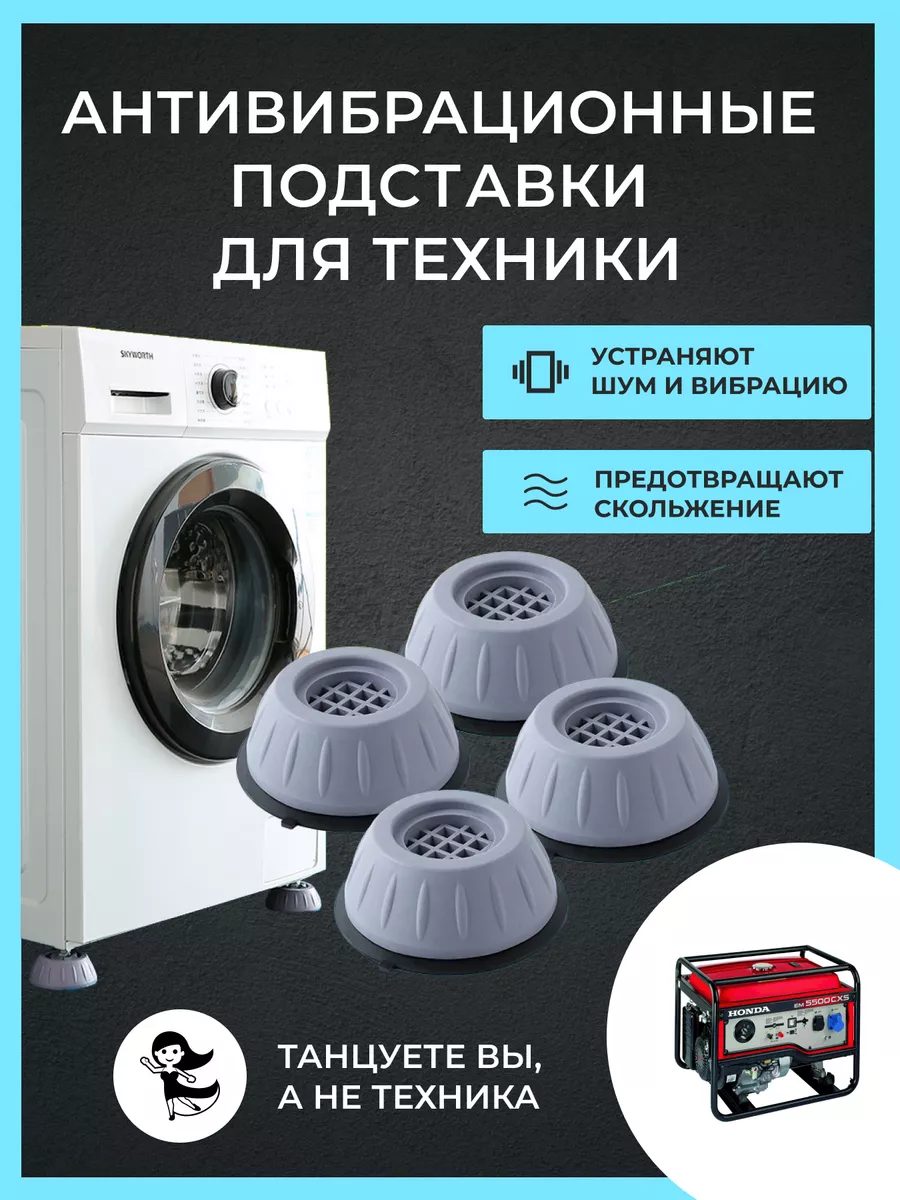 АНТИВИБРАЦИОННЫЕ
ПОДСТАВКИ
ДЛЯ ТЕХНИКИ
SKYWORTH
УСТРАНЯЮТ
ШУМ И ВИБРАЦИЮ
ПРЕДОТВРАЩАЮТ
СКОЛЬЖЕНИЕ
HONDA
EM 5500CXS
ТАНЦУЕТЕ ВЫ,
А НЕ ТЕХНИКА